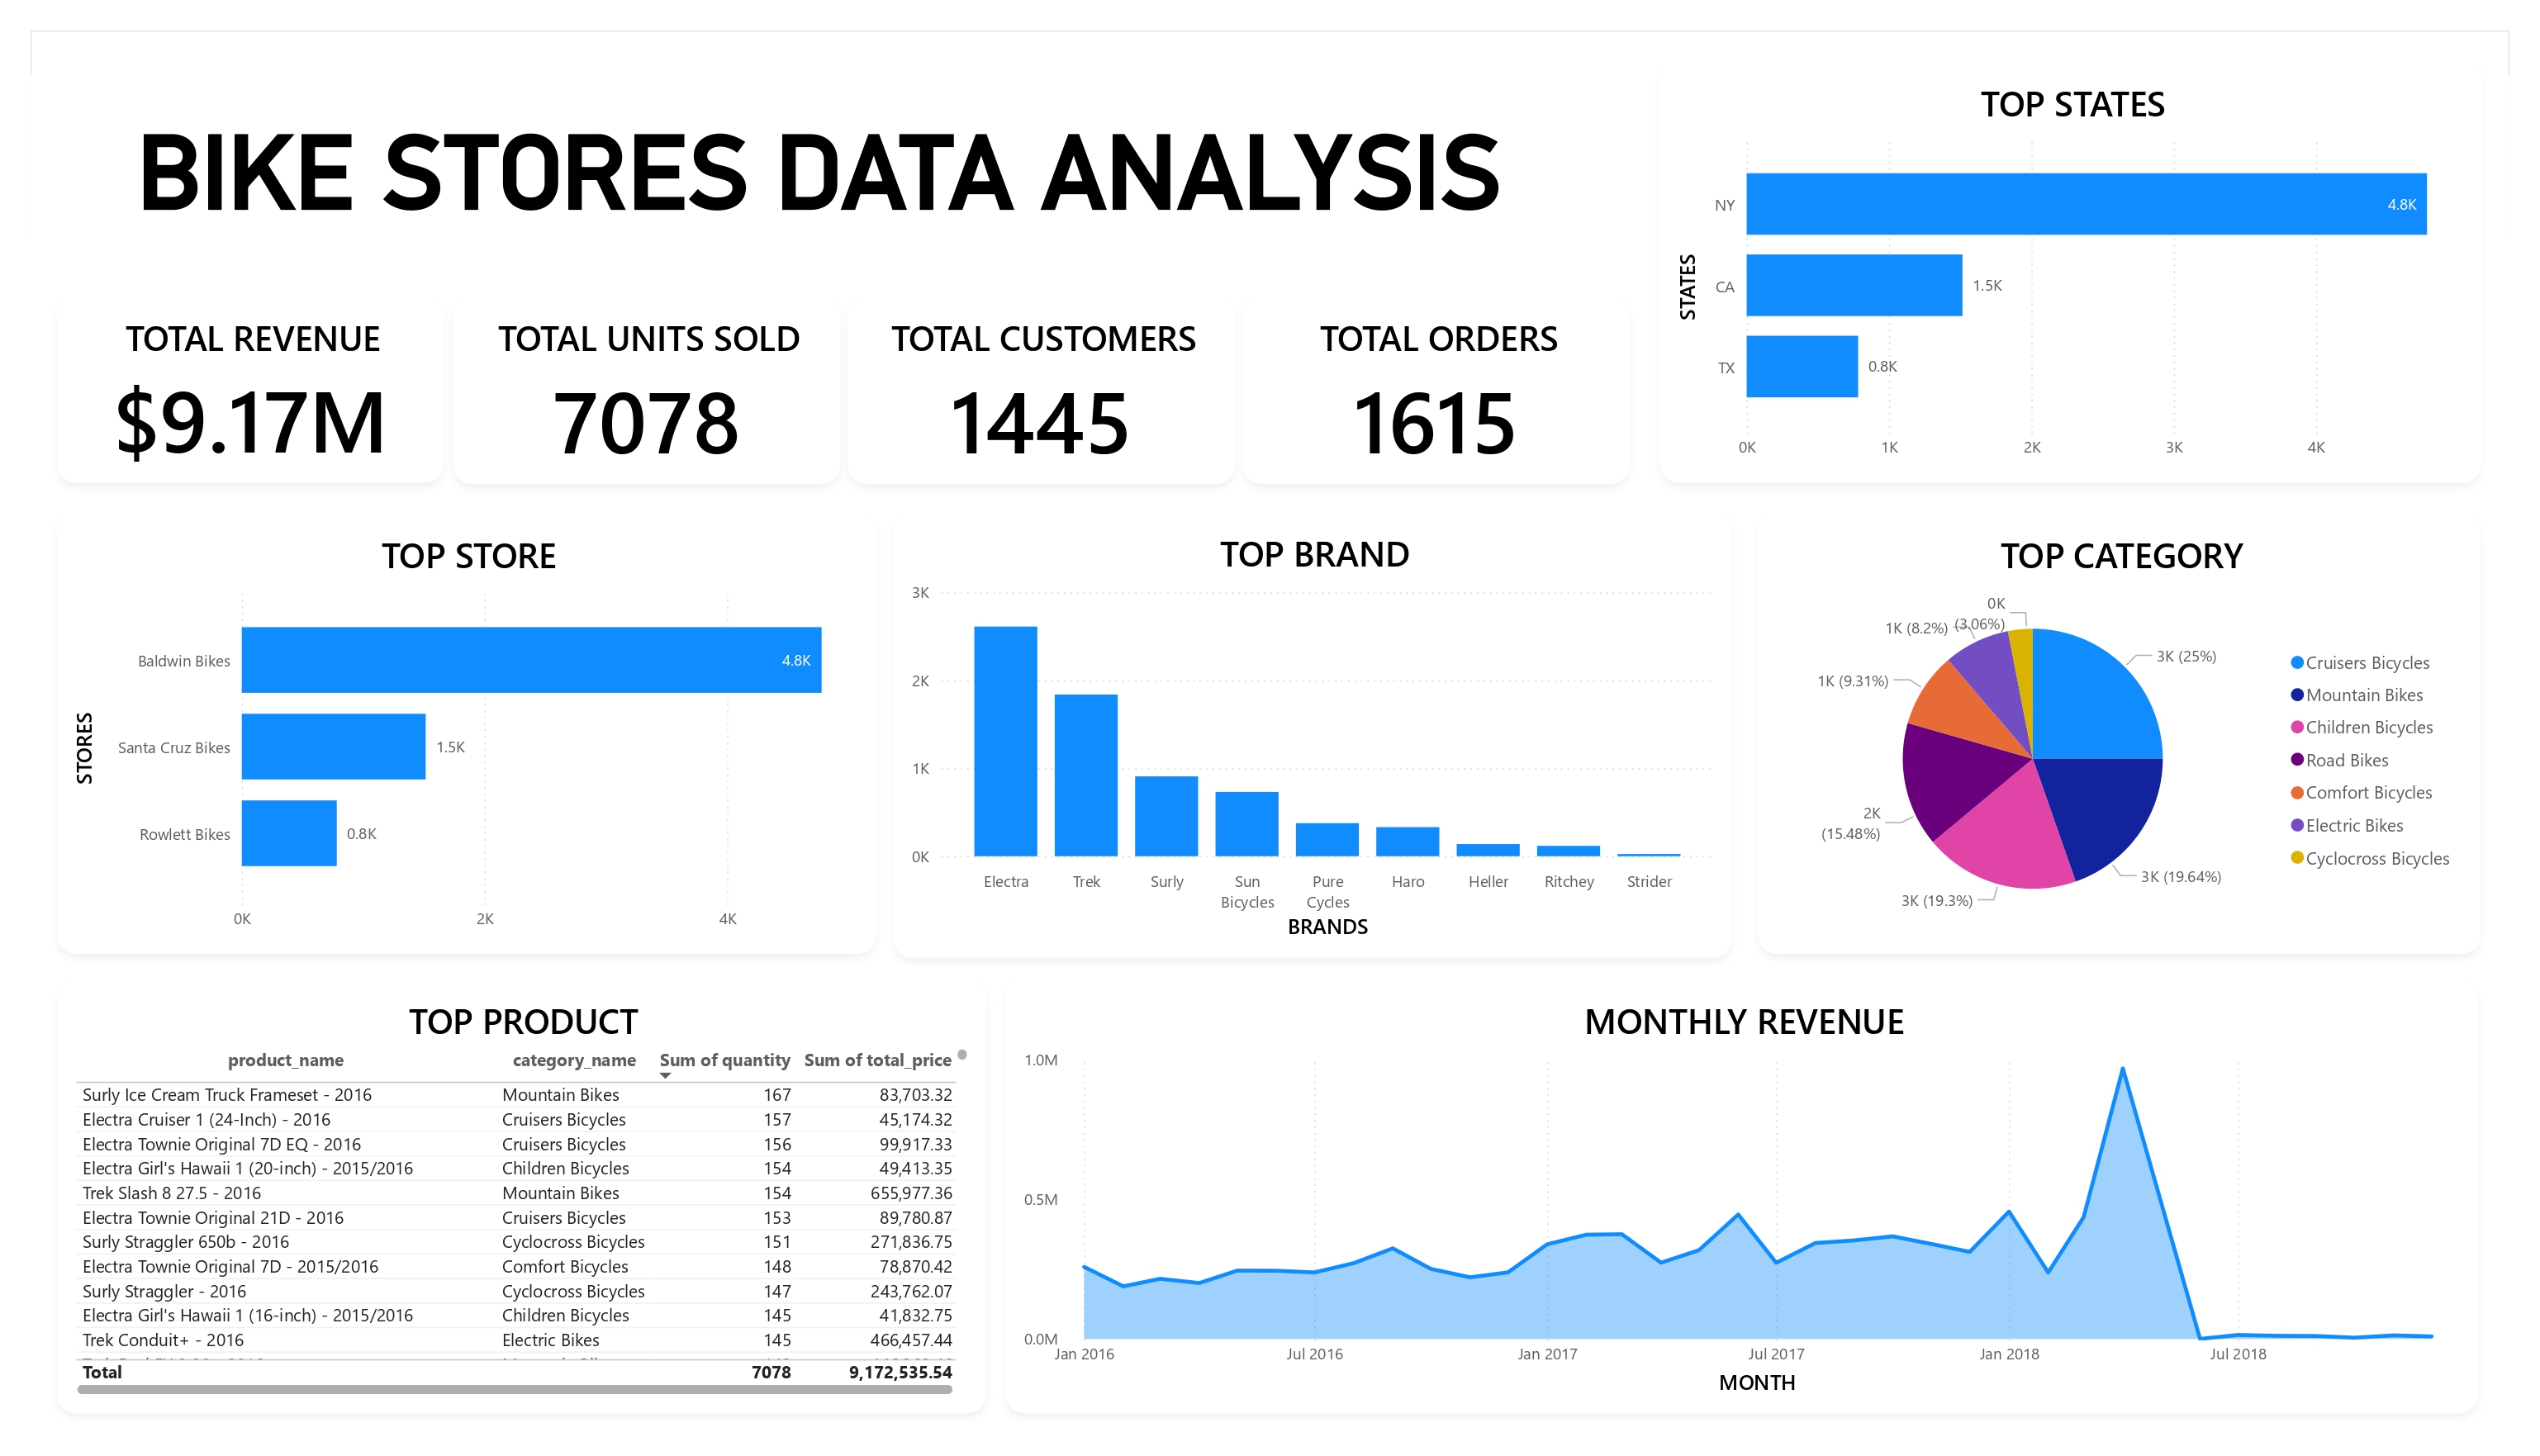 BIKE STORES DATA ANALYSIS
TOTAL REVENUE
$9.17M
TOTAL UNITS SOLD
7078
TOTAL CUSTOMERS
1445
TOTAL ORDERS
1615
TOP STATES
STATES
NY
4.8K
CA
1.5K
TX
0.8K
0K 1K 2K 3K 4K
TOP STORE
STORES
Baldwin Bikes
4.8K
Santa Cruz Bikes
1.5K
Rowlett Bikes
0.8K
0K 2K 4K
TOP BRAND
3K
2K
1K
0K
Electra Trek Surly Sun Bicycles Pure Cycles Haro Heller Ritchey Strider
BRANDS
TOP CATEGORY
0K
(3.06%)
1K (8.2%)
3K (25%)
1K (9.31%)
2K
(15.48%)
3K (19.3%)
3K (19.64%)
Cruisers Bicycles
Mountain Bikes
Children Bicycles
Road Bikes
Comfort Bicycles
Electric Bikes
Cyclocross Bicycles
TOP PRODUCT
product_name category_name Sum of quantity Sum of total_price
Surly Ice Cream Truck Frameset - 2016 Mountain Bikes 167 83,703.32
Electra Cruiser 1 (24-Inch) - 2016 Cruisers Bicycles 157 45,174.32
Electra Townie Original 7D EQ - 2016 Cruisers Bicycles 156 99,917.33
Electra Girl's Hawaii 1 (20-inch) - 2015/2016 Children Bicycles 154 49,413.35
Trek Slash 8 27.5 - 2016 Mountain Bikes 154 655,977.36
Electra Townie Original 21D - 2016 Cruisers Bicycles 153 89,780.87
Surly Straggler 650b - 2016 Cyclocross Bicycles 151 271,836.75
Electra Townie Original 7D - 2015/2016 Comfort Bicycles 148 78,870.42
Surly Straggler - 2016 Cyclocross Bicycles 147 243,762.07
Electra Girl's Hawaii 1 (16-inch) - 2015/2016 Children Bicycles 145 41,832.75
Trek Conduit+ - 2016 Electric Bikes 145 466,457.44
Total 7078 9,172,535.54
MONTHLY REVENUE
1.0M
0.5M
0.0M
Jan 2016 Jul 2016 Jan 2017 Jul 2017 Jan 2018 Jul 2018
MONTH